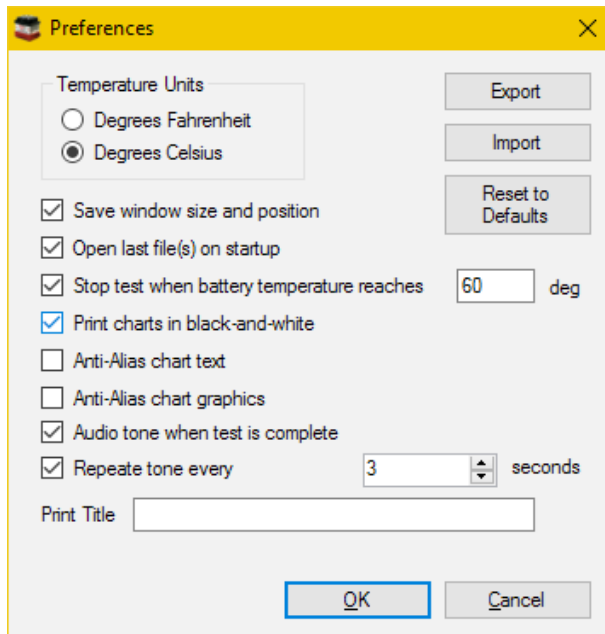 Preferences
Temperature Units
Degrees Fahrenheit
Degrees Celsius
Export
Import
Reset to
Defaults
Save window size and position
Open last file(s) on startup
Stop test when battery temperature reaches 60 deg
Print charts in black-and-white
Anti-Alias chart text
Anti-Alias chart graphics
Audio tone when test is complete
Repeat tone every 3 seconds
Print Title
OK Cancel